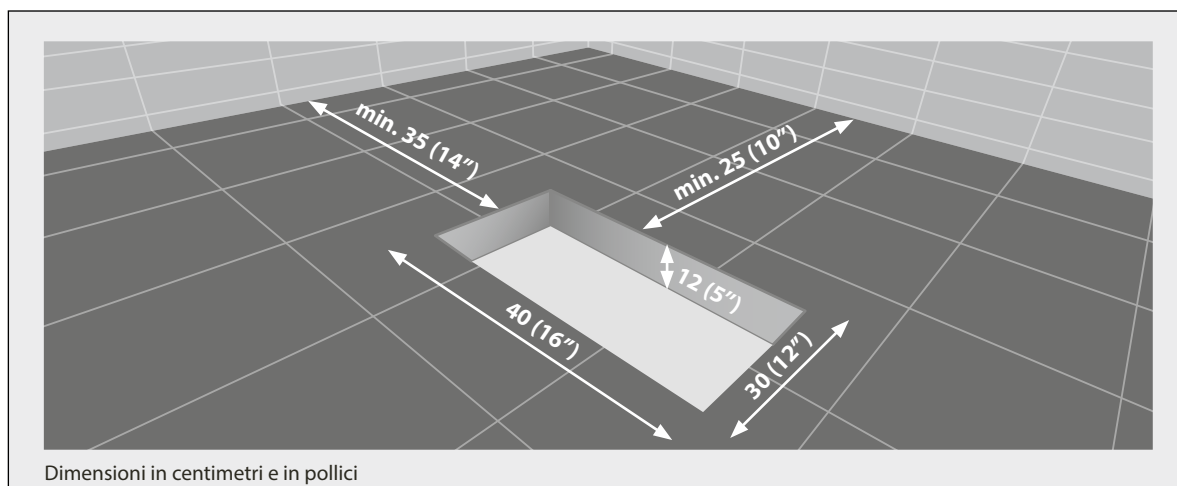 min. 35 (14″)
min. 25 (10″)
12 (5″)
40 (16″)
30 (12″)
Dimensioni in centimetri e in pollici